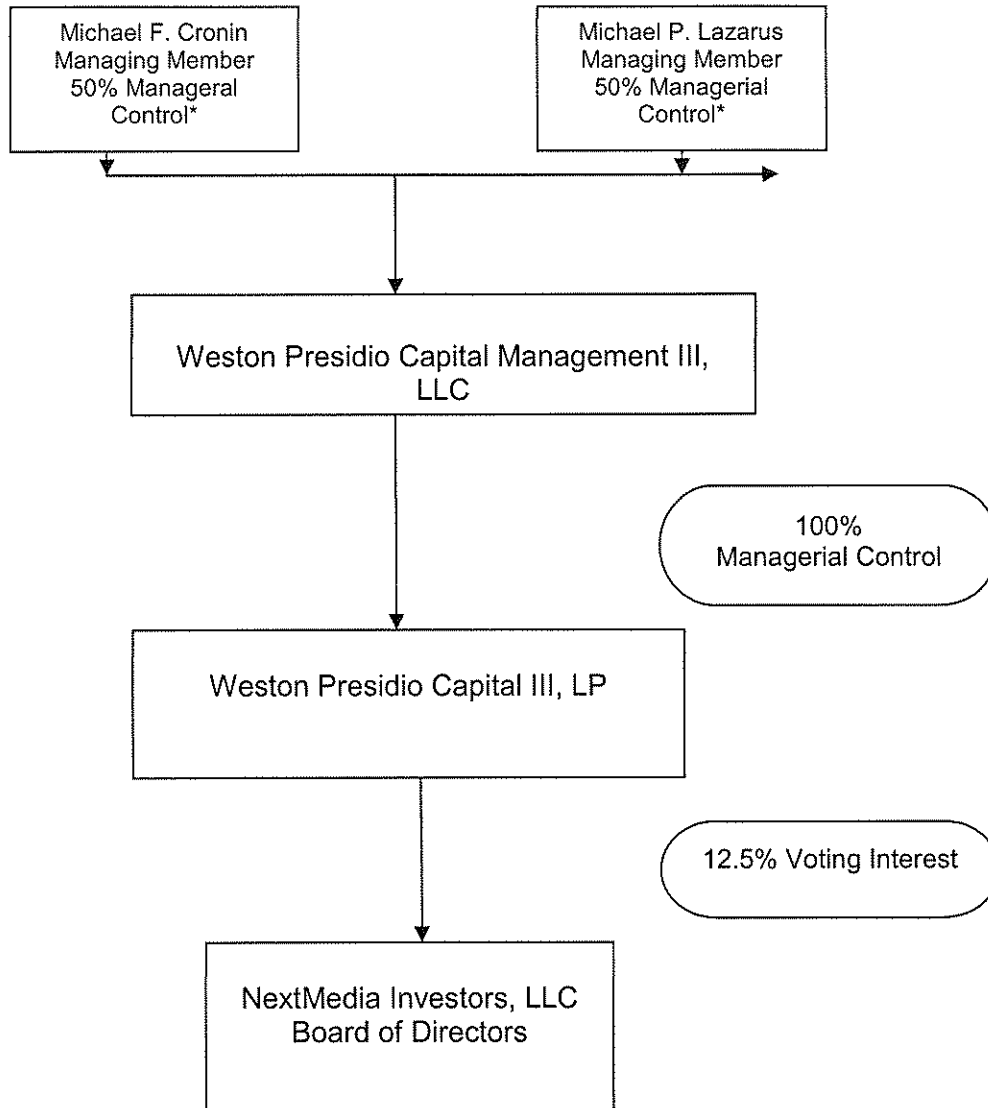 Michael F. Cronin
Managing Member
50% Manageral
Control*
Michael P. Lazarus
Managing Member
50% Managerial
Control*
Weston Presidio Capital Management III,
LLC
100%
Managerial Control
Weston Presidio Capital III, LP
12.5% Voting Interest
NextMedia Investors, LLC
Board of Directors